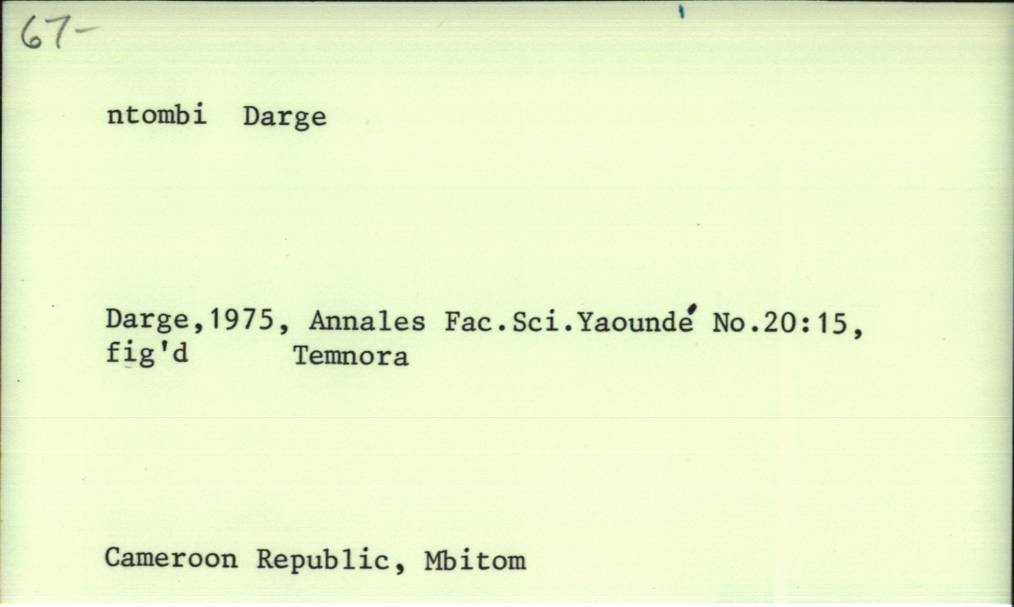 67-
ntombi Darge
Darge,1975, Annales Fac.Sci.Yaoundé No.20:15,
fig'd Temnora
Cameroon Republic, Mbitom